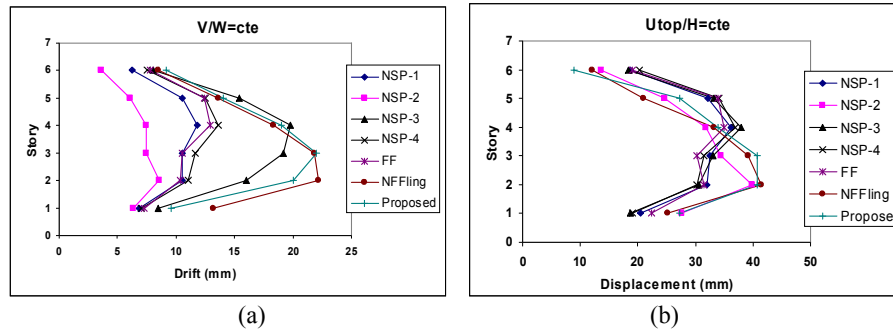 V/W=cte
7
6
5
4
3
2
1
0
Story
0 5 10 15 20 25
Drift (mm)
NSP-1
NSP-2
NSP-3
NSP-4
FF
NFFling
Proposed
(a)
Utop/H=cte
7
6
5
4
3
2
1
0
Story
0 10 20 30 40 50
Displacement (mm)
NSP-1
NSP-2
NSP-3
NSP-4
FF
NFFling
Propose
(b)